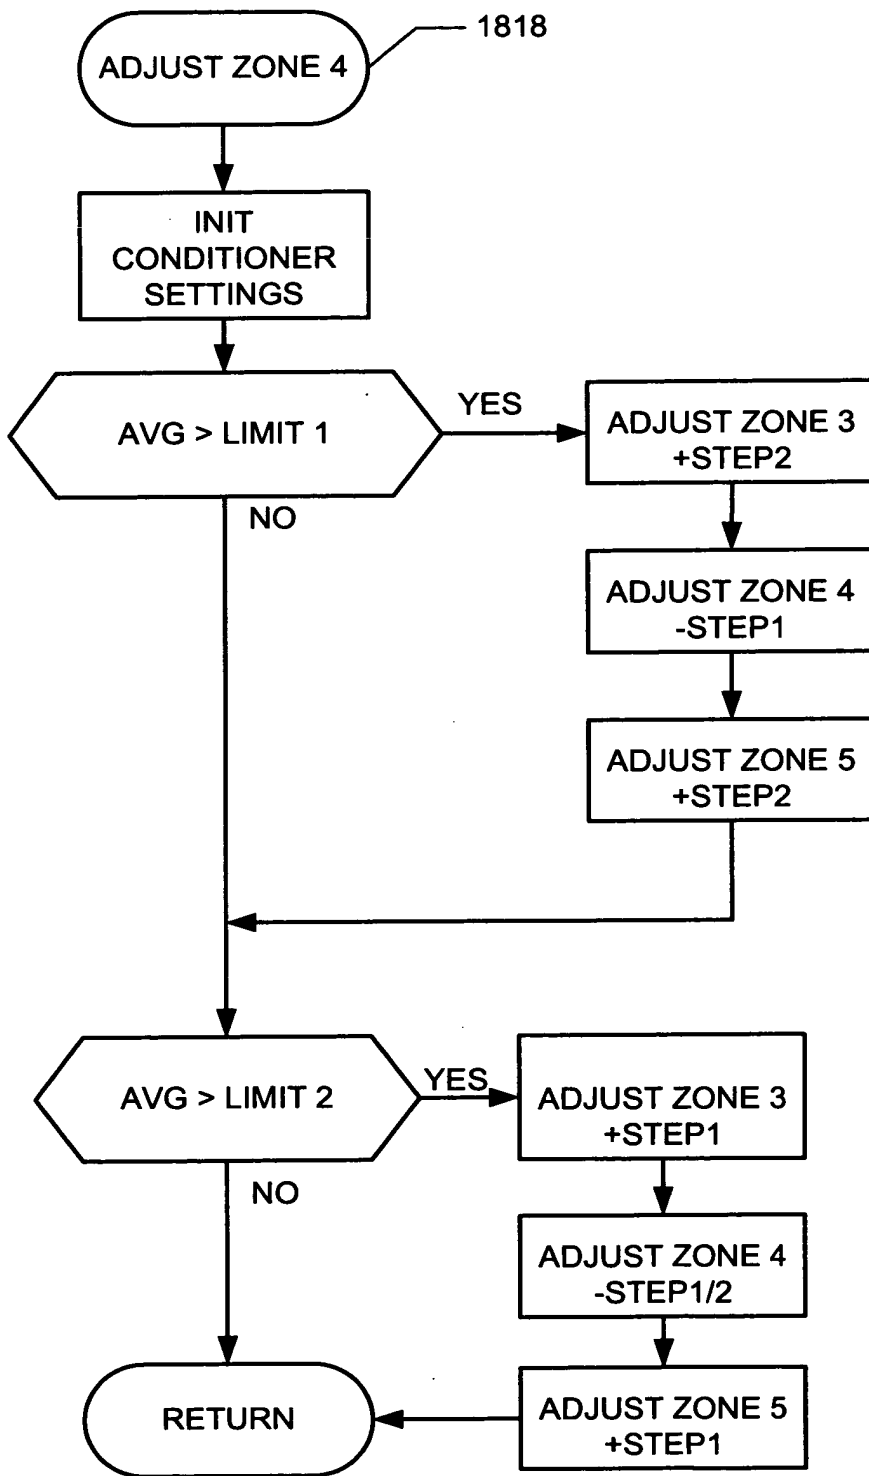 ADJUST ZONE 4
1818
INIT
CONDITIONER
SETTINGS
AVG > LIMIT 1
YES
NO
ADJUST ZONE 3
+STEP2
ADJUST ZONE 4
-STEP1
ADJUST ZONE 5
+STEP2
AVG > LIMIT 2
YES
NO
ADJUST ZONE 3
+STEP1
ADJUST ZONE 4
-STEP1/2
ADJUST ZONE 5
+STEP1
RETURN